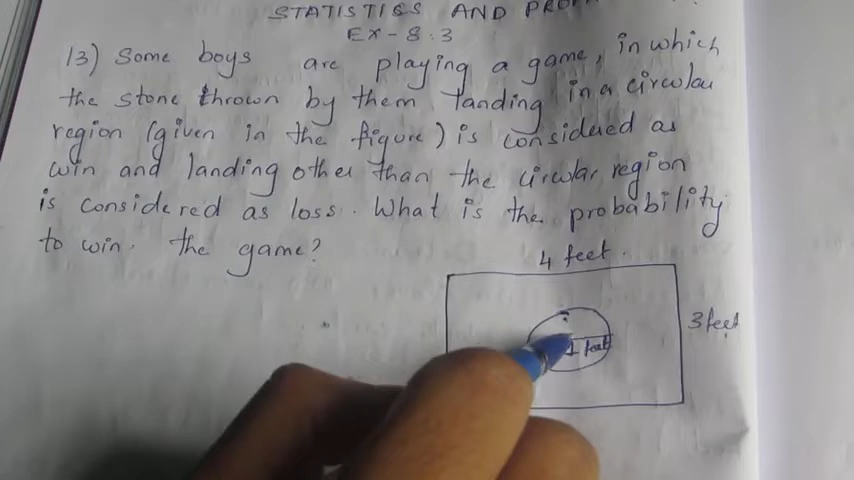 STATISTICS AND
EX-8.3
13) Some boys are playing a game, in which
the stone thrown by them landing in a circular
region (given in the figure) is considered as
win and landing other than the circular region
is considered as loss. What is the probability
to win. the game?
4 feet.
3 feet
1 feet